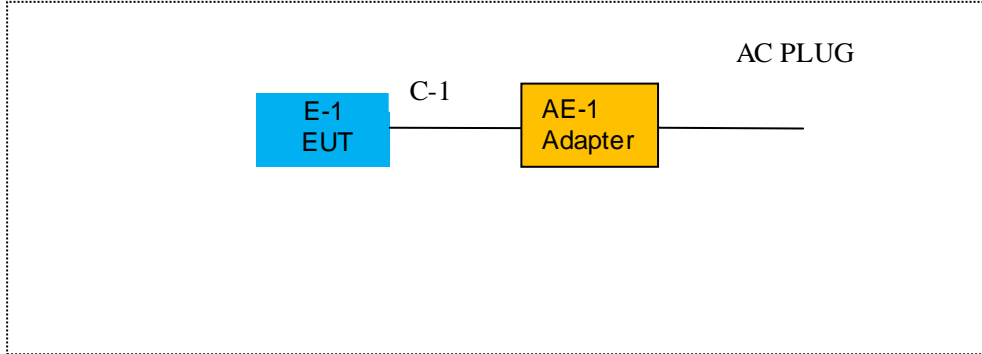 AC PLUG
C-1
E-1
EUT
AE-1
Adapter